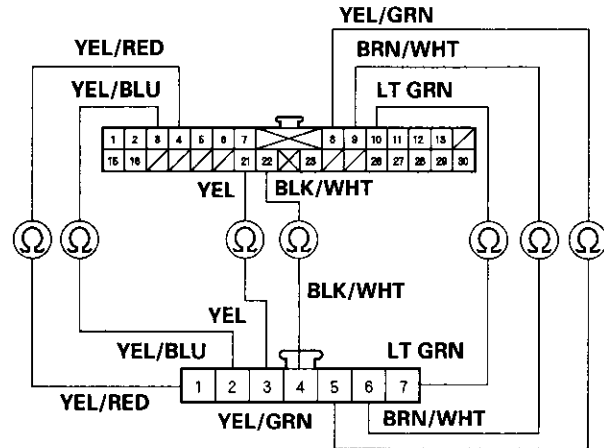 YEL/GRN
YEL/RED
BRN/WHT
YEL/BLU
LT GRN
1 2 3 4 5 6 7 8 9 10 11 12 13
15 16 21 22 23 26 27 28 29 30
YEL
BLK/WHT
Ω Ω Ω Ω Ω Ω Ω
BLK/WHT
YEL
YEL/BLU
LT GRN
1 2 3 4 5 6 7
YEL/RED
YEL/GRN
BRN/WHT